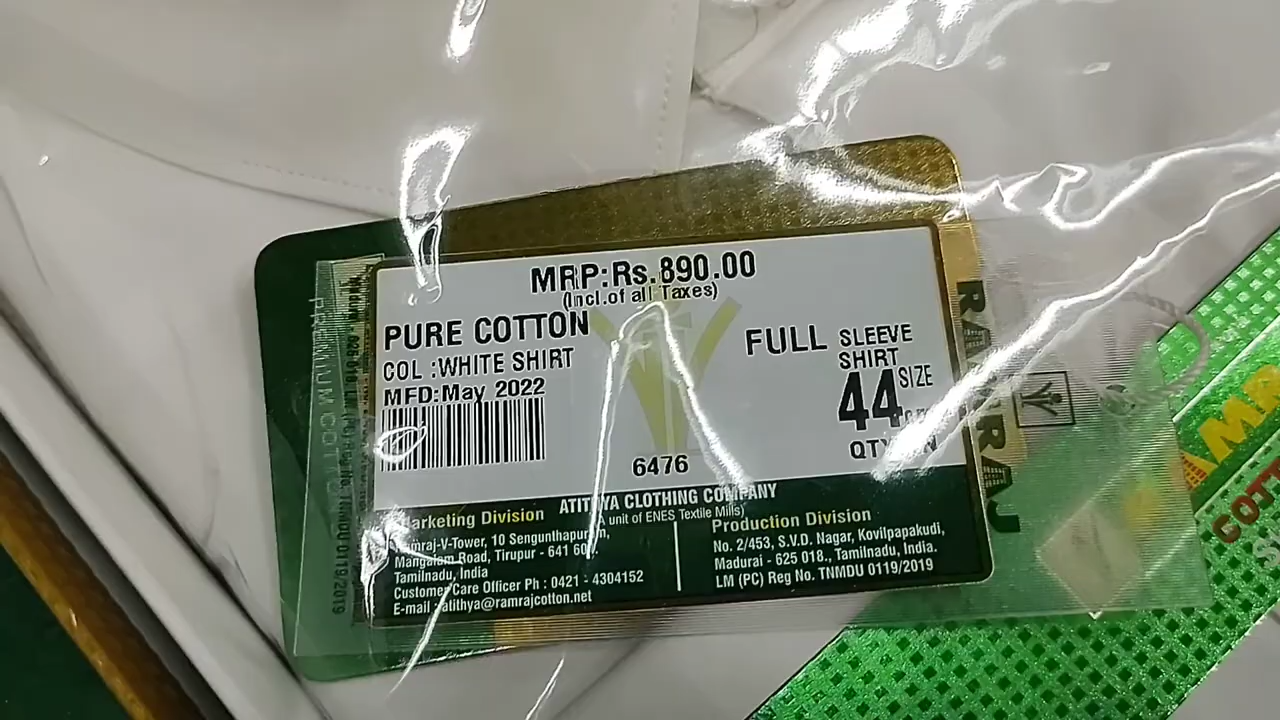 MRP:Rs.890.00
(Incl.of all Taxes)
PURE COTTON
COL :WHITE SHIRT
MFD:May 2022
FULL SLEEVE
SHIRT
44 SIZE
cm
QTY
6476
ATITHYA CLOTHING COMPANY
A unit of ENES Textile Mills)
Marketing Division
Ramraj-V-Tower, 10 Sengunthapuram,
Mangalam Road, Tirupur - 641 607,
Tamilnadu, India
Customer Care Officer Ph : 0421 - 4304152
E-mail : atithya@ramrajcotton.net
Production Division
No. 2/453, S.V.D. Nagar, Kovilpapakudi,
Madurai - 625 018., Tamilnadu, India.
LM (PC) Reg No. TNMDU 0119/2019
PREMIUM COTTON
RAMRAJ